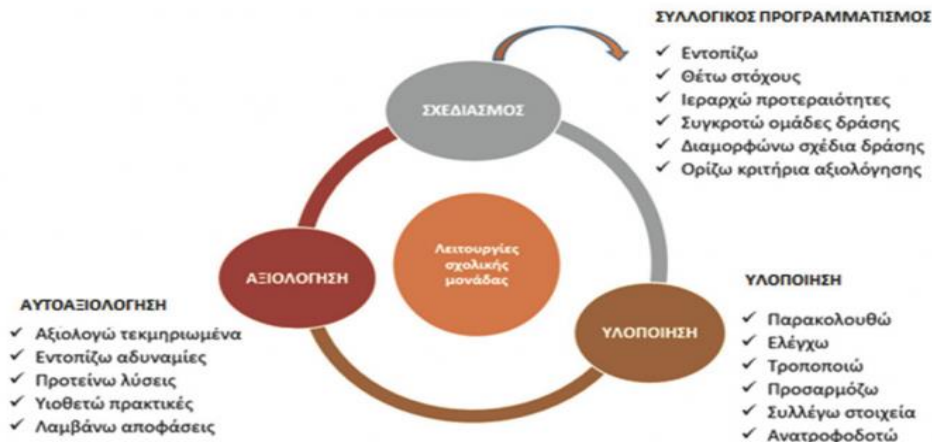 ΣΥΛΛΟΓΙΚΟΣ ΠΡΟΓΡΑΜΜΑΤΙΣΜΟΣ
✓ Εντοπίζω
✓ Θέτω στόχους
✓ Ιεραρχώ προτεραιότητες
✓ Συγκροτώ ομάδες δράσης
✓ Διαμορφώνω σχέδια δράσης
✓ Ορίζω κριτήρια αξιολόγησης
ΣΧΕΔΙΑΣΜΟΣ
Λειτουργίες
σχολικής
μονάδας
ΑΞΙΟΛΟΓΗΣΗ
ΥΛΟΠΟΙΗΣΗ
ΑΥΤΟΑΞΙΟΛΟΓΗΣΗ
✓ Αξιολογώ τεκμηριωμένα
✓ Εντοπίζω αδυναμίες
✓ Προτείνω λύσεις
✓ Υιοθετώ πρακτικές
✓ Λαμβάνω αποφάσεις
ΥΛΟΠΟΙΗΣΗ
✓ Παρακολουθώ
✓ Ελέγχω
✓ Τροποποιώ
✓ Προσαρμόζω
✓ Συλλέγω στοιχεία
✓ Ανατροφοδοτώ